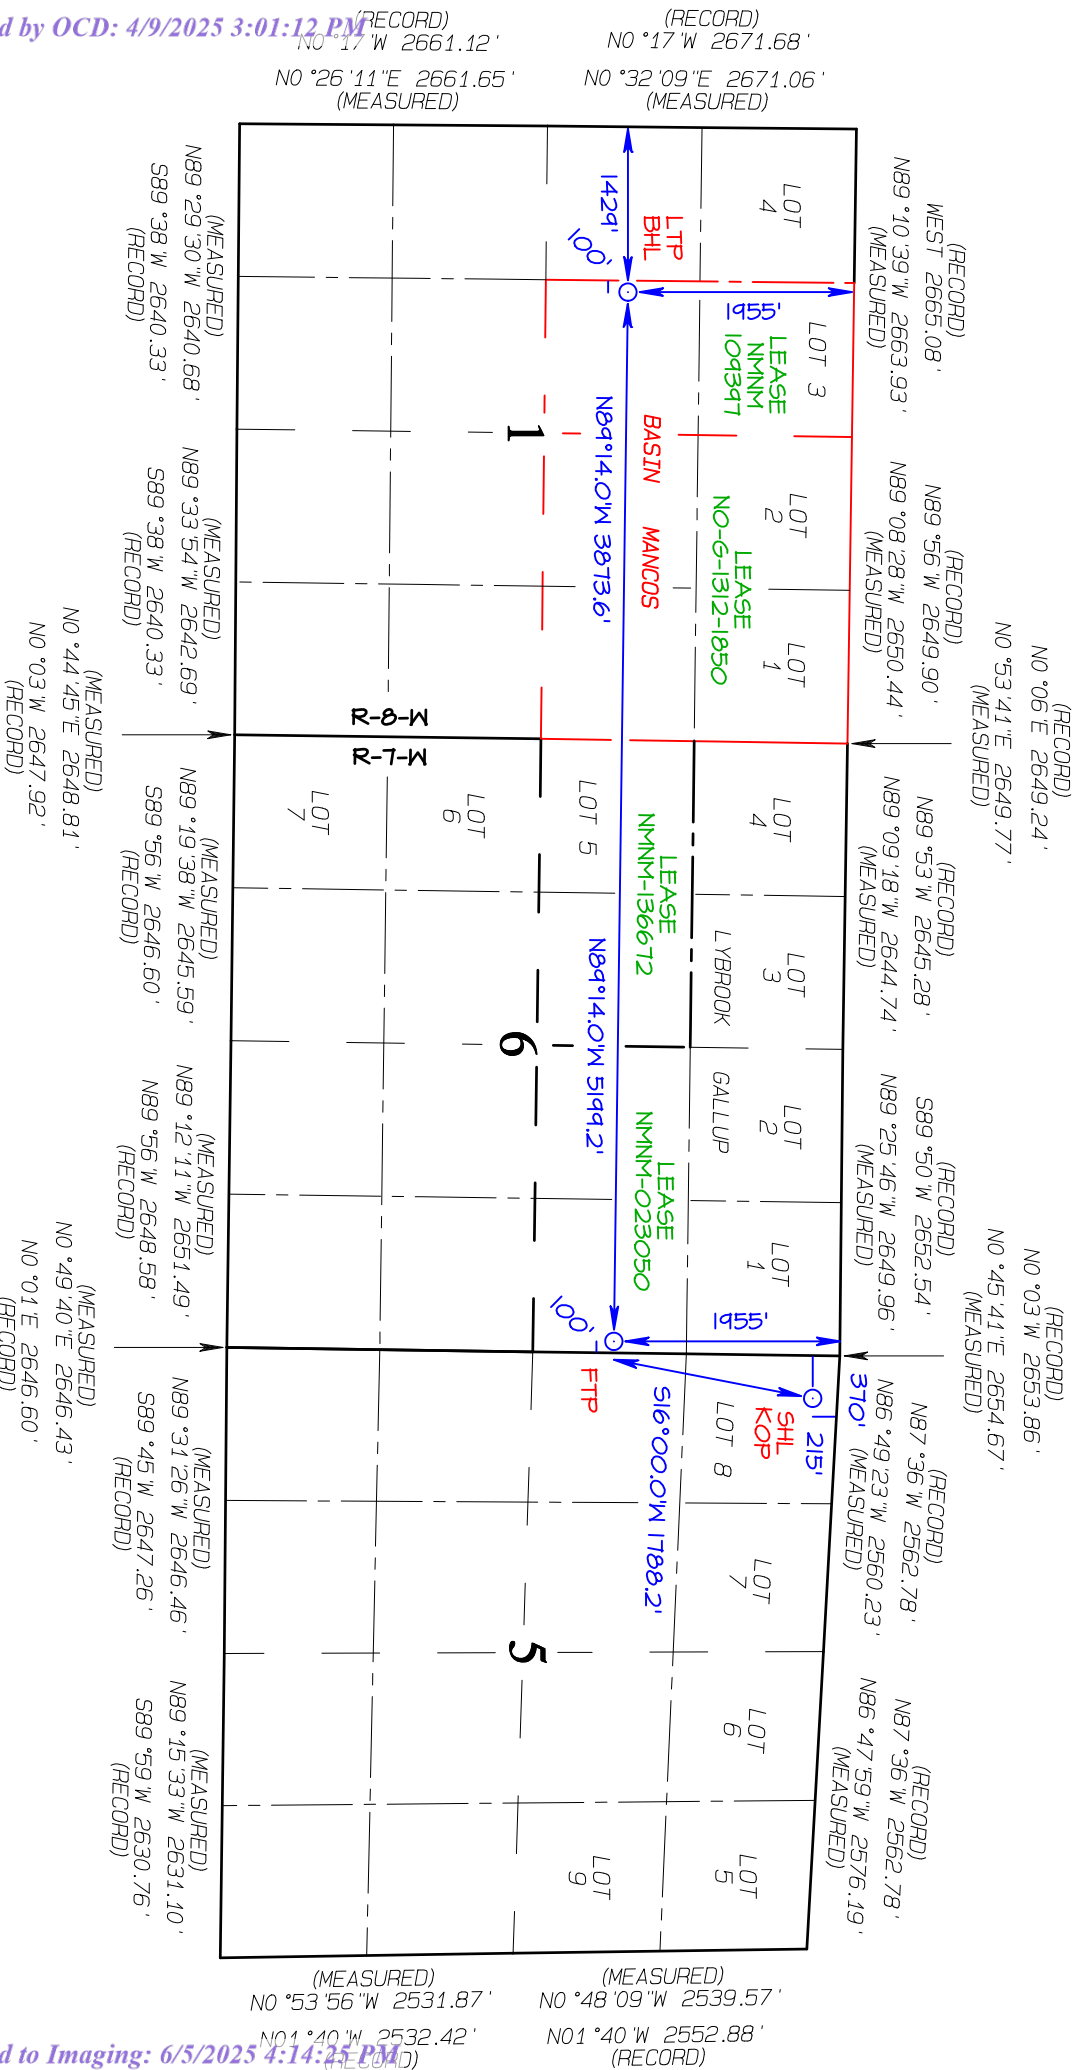 d by OCD: 4/9/2025 3:01:12 PM
(RECORD)
N0°17'W 2661.12'
N0°26'11"E 2661.65'
(MEASURED)
(RECORD)
N0°17'W 2671.68'
N0°32'09"E 2671.06'
(MEASURED)
(RECORD)
WEST 2665.08'
N89°10'39"W 2663.93'
(MEASURED)
(RECORD)
N89°56'W 2649.90'
N89°08'28"W 2650.44'
(MEASURED)
(RECORD)
N0°06'E 2649.24'
N0°53'41"E 2649.77'
(MEASURED)
(RECORD)
N89°53'W 2645.28'
N89°09'18"W 2644.74'
(MEASURED)
(RECORD)
S89°50'W 2652.54'
N89°25'46"W 2649.96'
(MEASURED)
(RECORD)
N0°03'W 2653.86'
N0°45'41"E 2654.67'
(MEASURED)
(RECORD)
N87°36'W 2562.78'
N86°49'23"W 2560.23'
(MEASURED)
(RECORD)
N87°36'W 2562.78'
N86°47'59"W 2576.19'
(MEASURED)
LOT
4
LOT 3
LOT
2
LOT
1
LTP
BHL
1429'
100'
1955'
LEASE
NMNM
109397
LEASE
NO-G-1312-1850
BASIN MANCOS
N89°14.0'W 3873.6'
1
R-8-W
R-7-W
LOT
4
LOT
3
LOT
2
LOT
1
LYBROOK GALLUP
LOT 5
LOT
6
LOT
7
LEASE
NMNM-136672
LEASE
NMNM-023050
N89°14.0'W 5199.2'
6
1955'
100'
FTP
370'
215'
SHL
KOP
S16°00.0'W 1788.2'
LOT 8
LOT
7
LOT
6
LOT
5
LOT
9
5
(MEASURED)
N89°29'30"W 2640.68'
S89°38'W 2640.33'
(RECORD)
(MEASURED)
N89°33'54"W 2642.69'
S89°38'W 2640.33'
(RECORD)
(MEASURED)
N0°44'45"E 2648.81'
N0°03'W 2647.92'
(RECORD)
(MEASURED)
N89°19'38"W 2645.59'
S89°56'W 2646.60'
(RECORD)
(MEASURED)
N89°12'11"W 2651.49'
N89°56'W 2648.58'
(RECORD)
(MEASURED)
N0°49'40"E 2646.43'
N0°01'E 2646.60'
(RECORD)
(MEASURED)
N89°31'26"W 2646.46'
S89°45'W 2647.26'
(RECORD)
(MEASURED)
N89°15'33"W 2631.10'
S89°59'W 2630.76'
(RECORD)
(MEASURED)
N0°53'56"W 2531.87'
N01°40'W 2532.42'
(RECORD)
(MEASURED)
N0°48'09"W 2539.57'
N01°40'W 2552.88'
(RECORD)
d to Imaging: 6/5/2025 4:14:25 PM